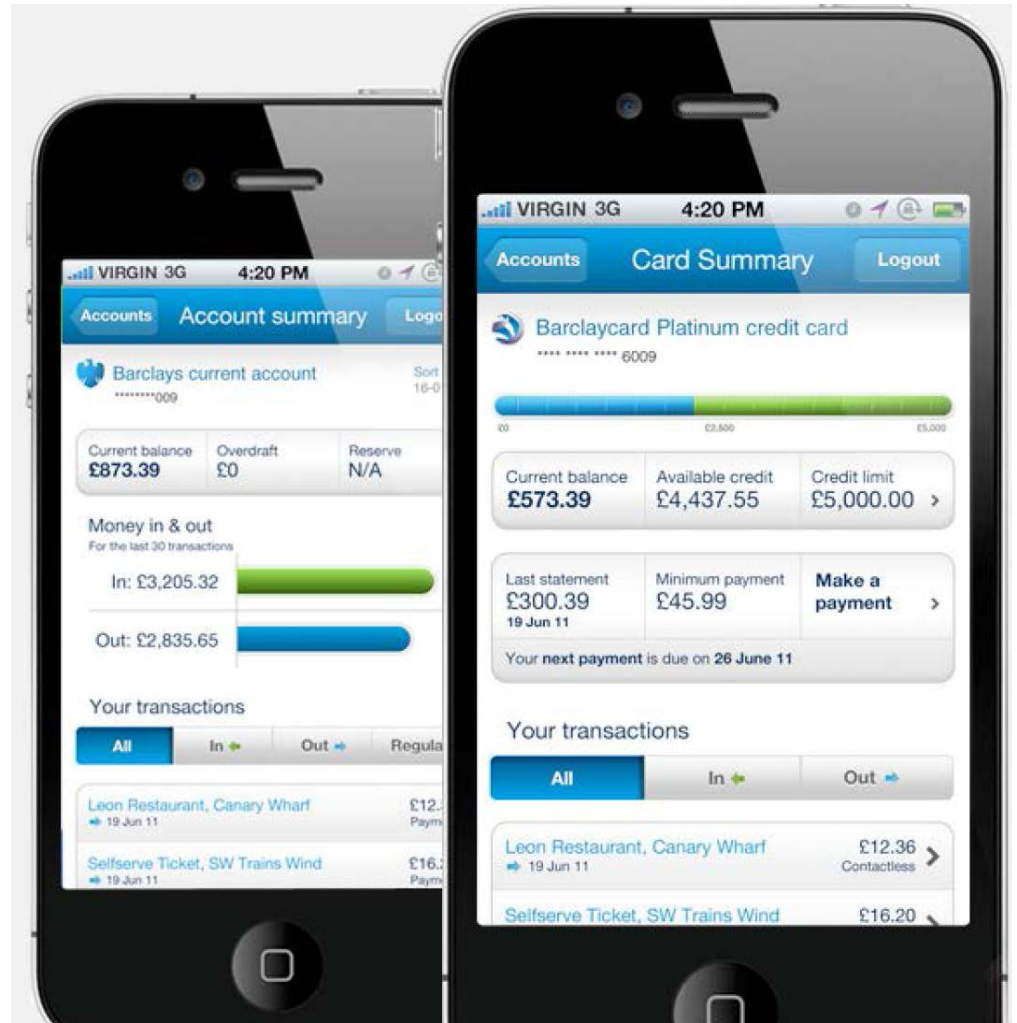 VIRGIN 3G 4:20 PM
Accounts Account summary
Barclays current account
Sort
********009
Current balance Overdraft Reserve
£873.39 £0 N/A
Money in & out
For the last 30 transactions
In: £3,205.32
Out: £2,835.65
Your transactions
All In Out
Leon Restaurant, Canary Wharf £12.
19 Jun 11
Selfserve Ticket, SW Trains Wind £16.
19 Jun 11
VIRGIN 3G 4:20 PM
Accounts Card Summary Logout
Barclaycard Platinum credit card
**** **** **** 6009
£0 £2,500 £5,000
Current balance Available credit Credit limit
£573.39 £4,437.55 £5,000.00
Last statement Minimum payment Make a
£300.39 £45.99 payment
19 Jun 11
Your next payment is due on 26 June 11
Your transactions
All In Out
Leon Restaurant, Canary Wharf £12.36
19 Jun 11 Contactless
Selfserve Ticket, SW Trains Wind £16.20